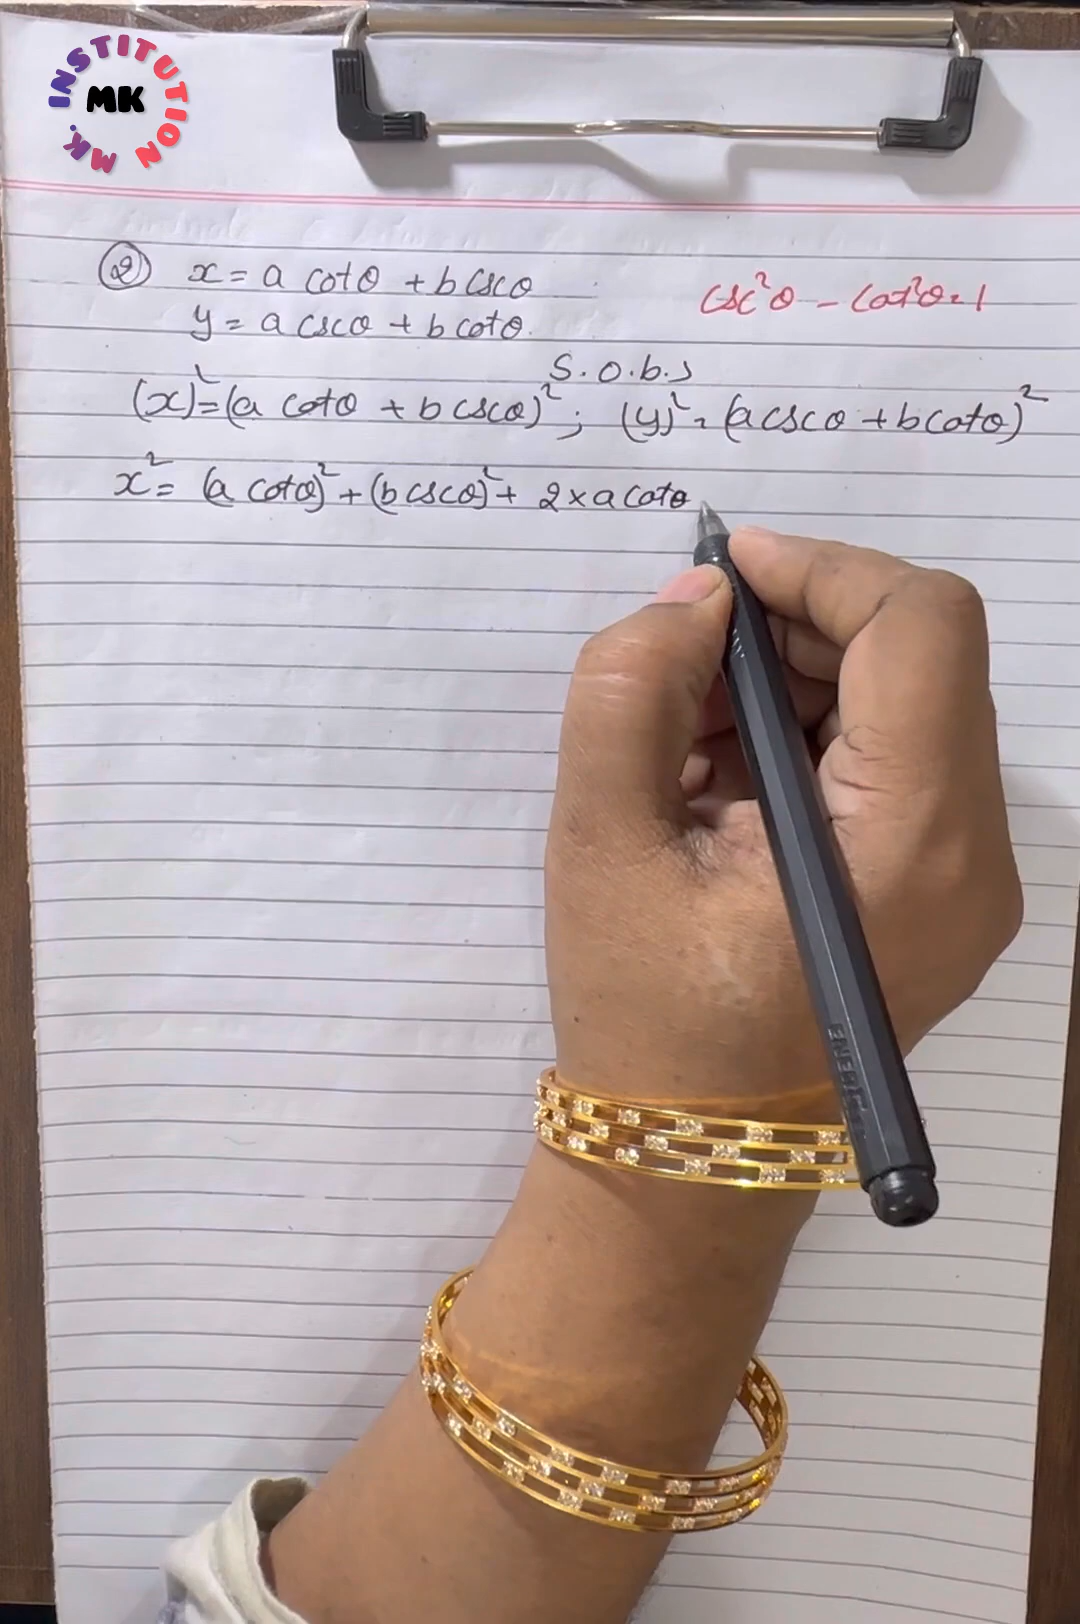 MK. INSTITUTION
MK
② x = a cotθ + b cscθ
csc²θ - cot²θ = 1
y = a cscθ + b cotθ.
S.O.b.s
(x)² = (a cotθ + b cscθ)² ; (y)² = (a cscθ + b cotθ)²
x² = (a cotθ)² + (b cscθ)² + 2 × a cotθ